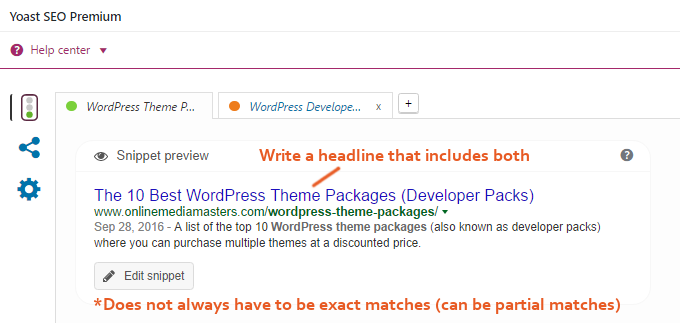 Yoast SEO Premium
Help center
WordPress Theme P...
WordPress Develope... x +
Snippet preview
Write a headline that includes both
?
The 10 Best WordPress Theme Packages (Developer Packs)
www.onlinemediamasters.com/wordpress-theme-packages/
Sep 28, 2016 - A list of the top 10 WordPress theme packages (also known as developer packs)
where you can purchase multiple themes at a discounted price.
Edit snippet
*Does not always have to be exact matches (can be partial matches)